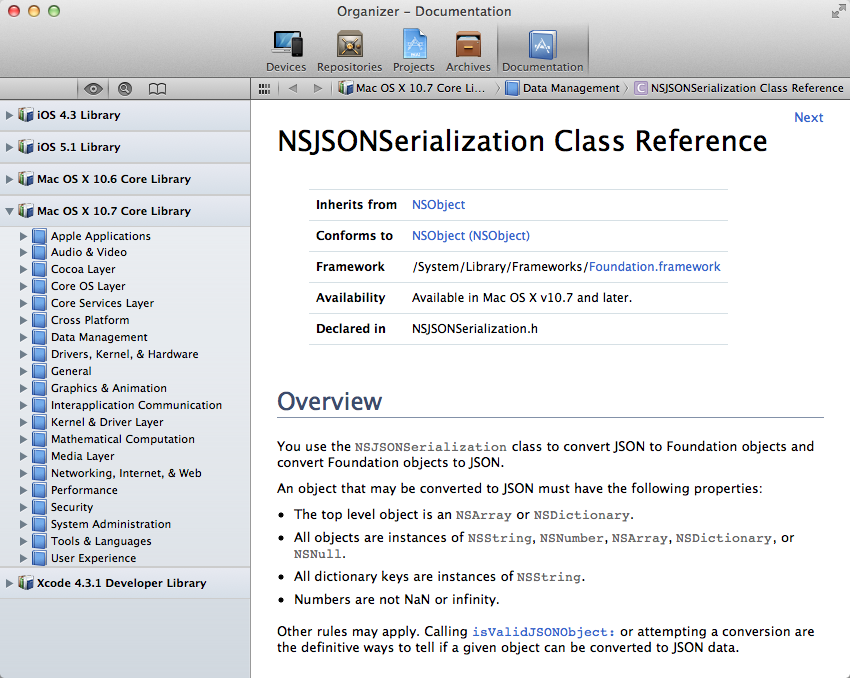 Organizer – Documentation
Devices Repositories Projects Archives Documentation
Mac OS X 10.7 Core Li... Data Management NSJSONSerialization Class Reference
iOS 4.3 Library
iOS 5.1 Library
Mac OS X 10.6 Core Library
Mac OS X 10.7 Core Library
Apple Applications
Audio & Video
Cocoa Layer
Core OS Layer
Core Services Layer
Cross Platform
Data Management
Drivers, Kernel, & Hardware
General
Graphics & Animation
Interapplication Communication
Kernel & Driver Layer
Mathematical Computation
Media Layer
Networking, Internet, & Web
Performance
Security
System Administration
Tools & Languages
User Experience
Xcode 4.3.1 Developer Library
Next
NSJSONSerialization Class Reference
Inherits from NSObject
Conforms to NSObject (NSObject)
Framework /System/Library/Frameworks/Foundation.framework
Availability Available in Mac OS X v10.7 and later.
Declared in NSJSONSerialization.h
Overview
You use the NSJSONSerialization class to convert JSON to Foundation objects and
convert Foundation objects to JSON.
An object that may be converted to JSON must have the following properties:
• The top level object is an NSArray or NSDictionary.
• All objects are instances of NSString, NSNumber, NSArray, NSDictionary, or
NSNull.
• All dictionary keys are instances of NSString.
• Numbers are not NaN or infinity.
Other rules may apply. Calling isValidJSONObject: or attempting a conversion are
the definitive ways to tell if a given object can be converted to JSON data.